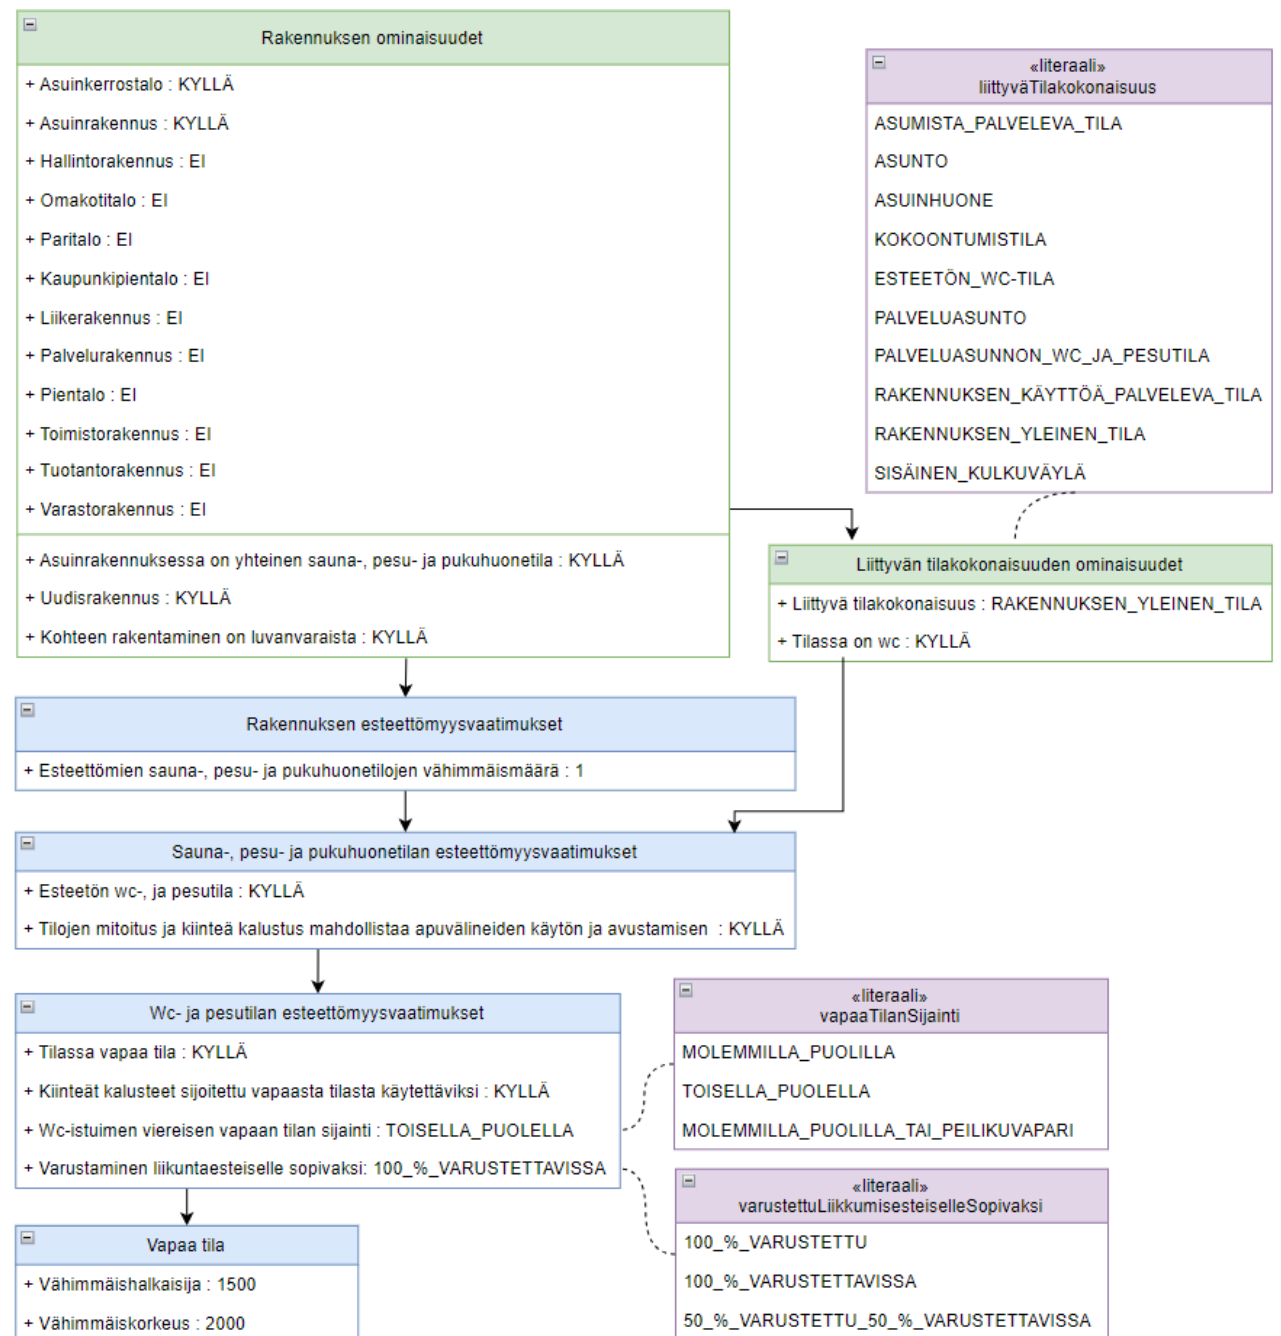 Rakennuksen ominaisuudet
+ Asuinkerrostalo : KYLLÄ
+ Asuinrakennus : KYLLÄ
+ Hallintorakennus : EI
+ Omakotitalo : EI
+ Paritalo : EI
+ Kaupunkipientalo : EI
+ Liikerakennus : EI
+ Palvelurakennus : EI
+ Pientalo : EI
+ Toimistorakennus : EI
+ Tuotantorakennus : EI
+ Varastorakennus : EI
+ Asuinrakennuksessa on yhteinen sauna-, pesu- ja pukuhuonetila : KYLLÄ
+ Uudisrakennus : KYLLÄ
+ Kohteen rakentaminen on luvanvaraista : KYLLÄ
«literaali»
liittyväTilakokonaisuus
ASUMISTA_PALVELEVA_TILA
ASUNTO
ASUINHUONE
KOKOONTUMISTILA
ESTEETÖN_WC-TILA
PALVELUASUNTO
PALVELUASUNNON_WC_JA_PESUTILA
RAKENNUKSEN_KÄYTTÖÄ_PALVELEVA_TILA
RAKENNUKSEN_YLEINEN_TILA
SISÄINEN_KULKUVÄYLÄ
Liittyvän tilakokonaisuuden ominaisuudet
+ Liittyvä tilakokonaisuus : RAKENNUKSEN_YLEINEN_TILA
+ Tilassa on wc : KYLLÄ
Rakennuksen esteettömyysvaatimukset
+ Esteettömien sauna-, pesu- ja pukuhuonetilojen vähimmäismäärä : 1
Sauna-, pesu- ja pukuhuonetilan esteettömyysvaatimukset
+ Esteetön wc-, ja pesutila : KYLLÄ
+ Tilojen mitoitus ja kiinteä kalustus mahdollistaa apuvälineiden käytön ja avustamisen : KYLLÄ
Wc- ja pesutilan esteettömyysvaatimukset
+ Tilassa vapaa tila : KYLLÄ
+ Kiinteät kalusteet sijoitettu vapaasta tilasta käytettäviksi : KYLLÄ
+ Wc-istuimen viereisen vapaan tilan sijainti : TOISELLA_PUOLELLA
+ Varustaminen liikuntaesteiselle sopivaksi: 100_%_VARUSTETTAVISSA
«literaali»
vapaaTilanSijainti
MOLEMMILLA_PUOLILLA
TOISELLA_PUOLELLA
MOLEMMILLA_PUOLILLA_TAI_PEILIKUVAPARI
«literaali»
varustettuLiikkumisesteiselleSopivaksi
100_%_VARUSTETTU
100_%_VARUSTETTAVISSA
50_%_VARUSTETTU_50_%_VARUSTETTAVISSA
Vapaa tila
+ Vähimmäishalkaisija : 1500
+ Vähimmäiskorkeus : 2000